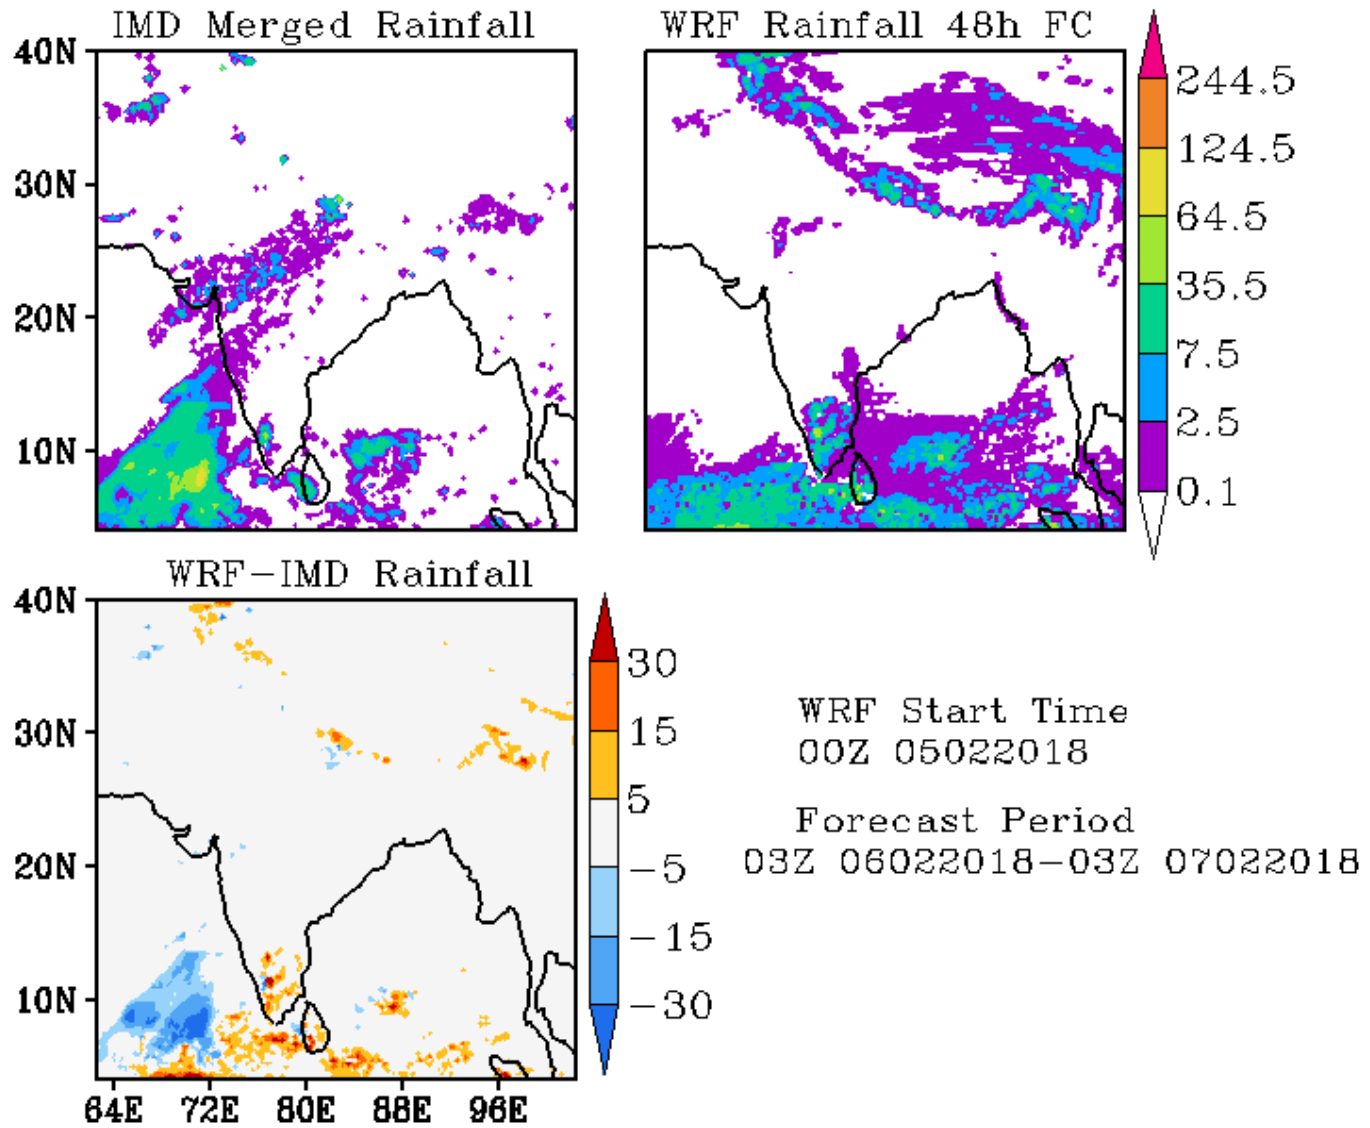 IMD Merged Rainfall
WRF Rainfall 48h FC
40N
30N
20N
10N
244.5
124.5
64.5
35.5
7.5
2.5
0.1
WRF-IMD Rainfall
40N
30N
20N
10N
64E 72E 80E 88E 96E
30
15
5
-5
-15
-30
WRF Start Time
00Z 05022018
Forecast Period
03Z 06022018-03Z 07022018